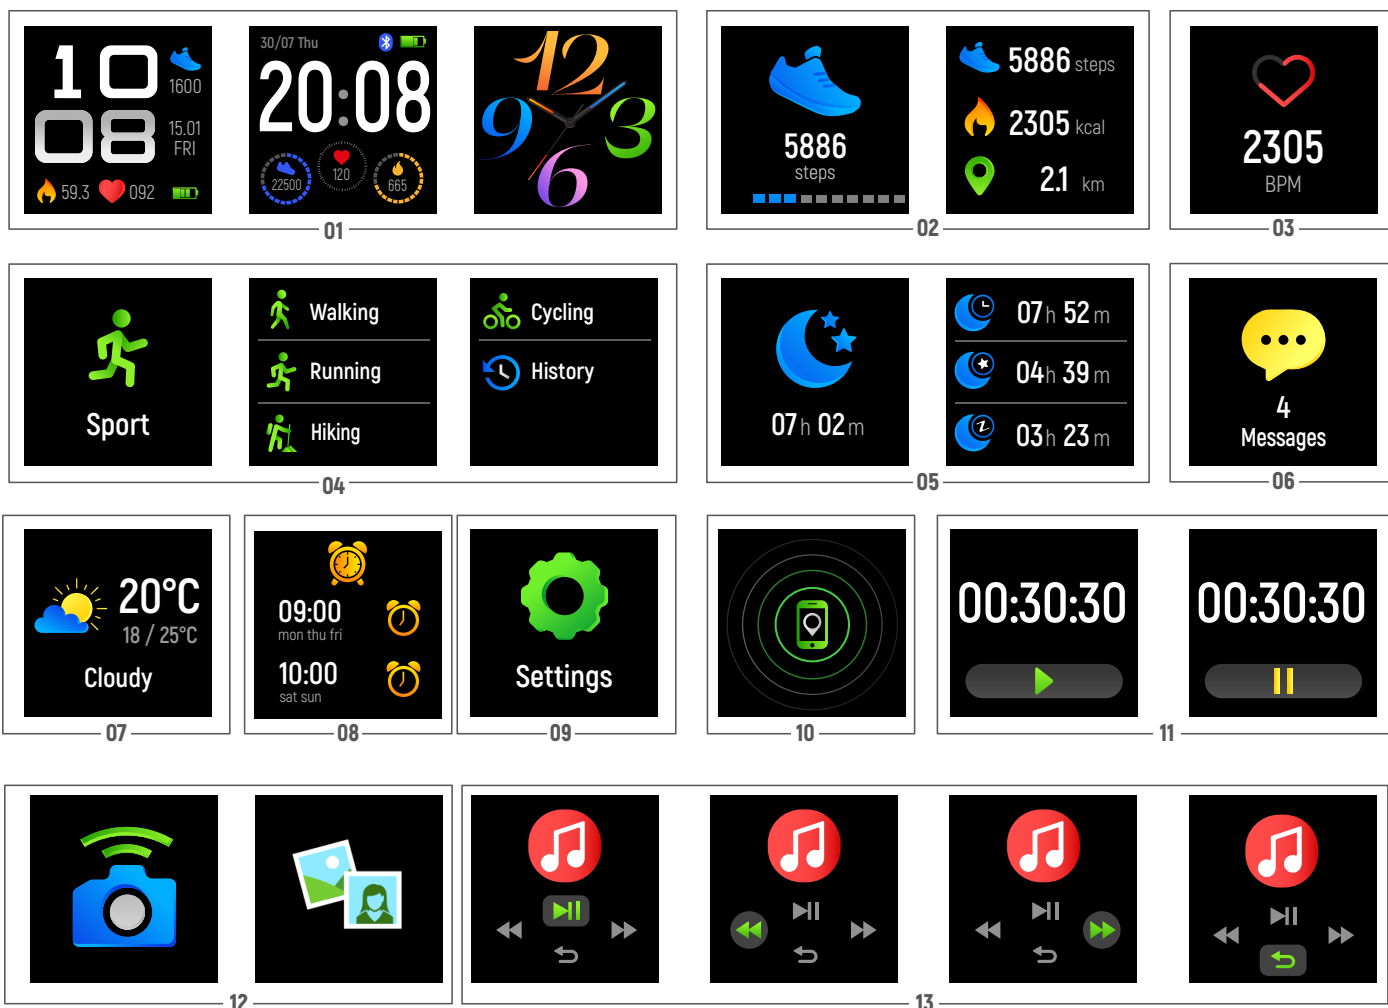 10
08
1600
15.01
FRI
59.3
092
30/07 Thu
20:08
22500
120
665
12
9
3
6
01
5886
steps
5886 steps
2305 kcal
2.1 km
02
2305
BPM
03
Sport
Walking
Running
Hiking
Cycling
History
04
07h 02m
07h 52m
04h 39m
Z
03h 23m
05
4
Messages
06
20°C
18 / 25°C
Cloudy
07
09:00
mon thu fri
10:00
sat sun
08
Settings
09
10
00:30:30
00:30:30
11
12
13